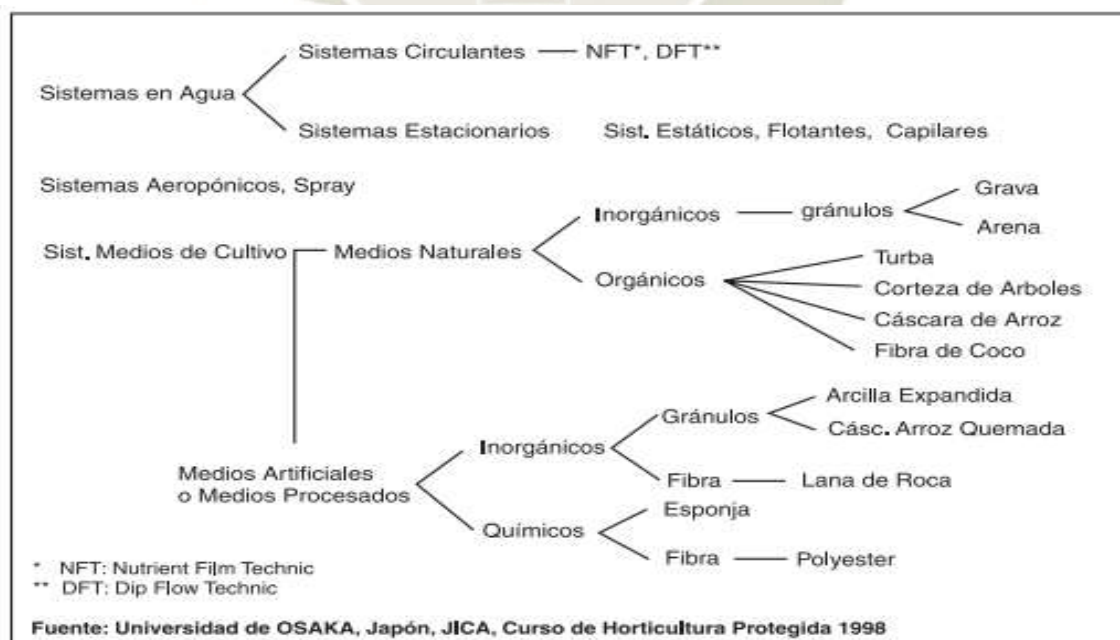 Sistemas Circulantes NFT*, DFT**
Sistemas en Agua
Sistemas Estacionarios Sist. Estáticos, Flotantes, Capilares
Sistemas Aeropónicos, Spray
Grava
Inorgánicos gránulos
Arena
Sist. Medios de Cultivo Medios Naturales
Turba
Orgánicos
Corteza de Arboles
Cáscara de Arroz
Fibra de Coco
Arcilla Expandida
Gránulos
Cásc. Arroz Quemada
Inorgánicos
Medios Artificiales
o Medios Procesados
Fibra Lana de Roca
Esponja
Químicos
Fibra Polyester
* NFT: Nutrient Film Technic
** DFT: Dip Flow Technic
Fuente: Universidad de OSAKA, Japón, JICA, Curso de Horticultura Protegida 1998